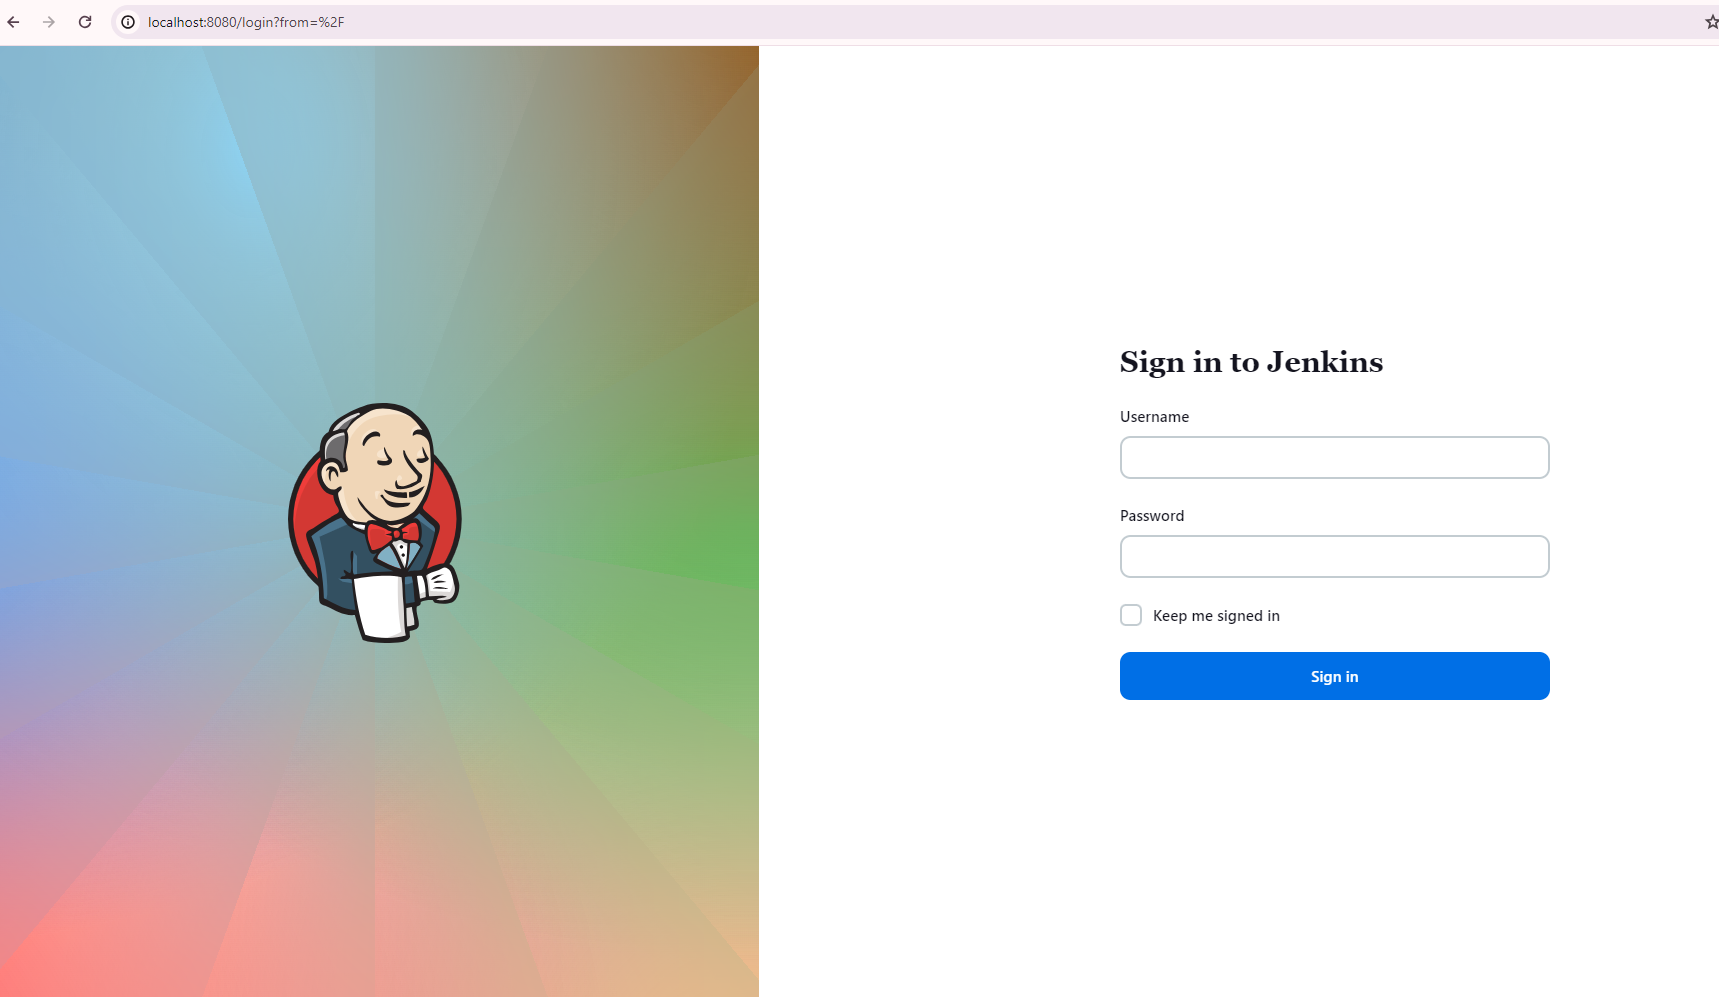 localhost:8080/login?from=%2F
Sign in to Jenkins
Username
Password
Keep me signed in
Sign in